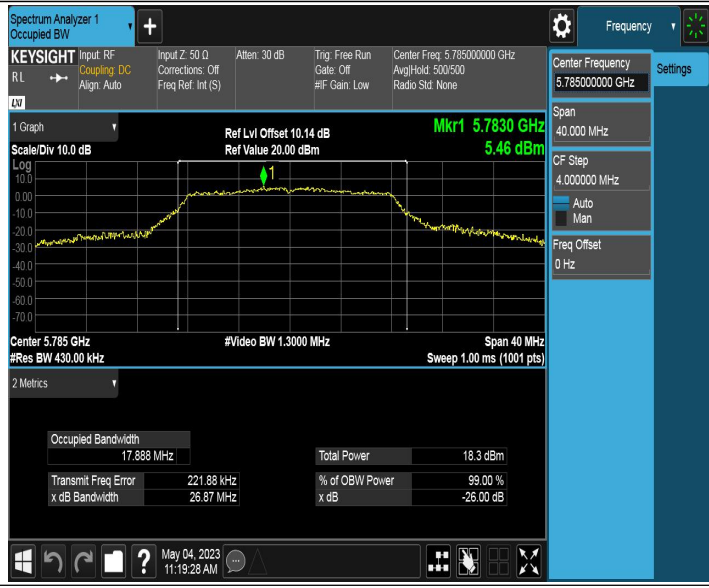 Spectrum Analyzer 1
Occupied BW
+
Frequency
KEYSIGHT
RL
LXI
Input: RF
Coupling: DC
Align: Auto
Input Z: 50 Ω
Corrections: Off
Freq Ref: Int (S)
Atten: 30 dB
Trig: Free Run
Gate: Off
#IF Gain: Low
Center Freq: 5.785000000 GHz
Avg|Hold: 500/500
Radio Std: None
Center Frequency
5.785000000 GHz
Settings
Span
40.000 MHz
CF Step
4.000000 MHz
Auto
Man
Freq Offset
0 Hz
1 Graph
Scale/Div 10.0 dB
Ref Lvl Offset 10.14 dB
Ref Value 20.00 dBm
Mkr1 5.7830 GHz
5.46 dBm
Log
10.0
0.00
-10.0
-20.0
-30.0
-40.0
-50.0
-60.0
-70.0
1
Center 5.785 GHz
#Res BW 430.00 kHz
#Video BW 1.3000 MHz
Span 40 MHz
Sweep 1.00 ms (1001 pts)
2 Metrics
Occupied Bandwidth
17.888 MHz
Transmit Freq Error 221.88 kHz
x dB Bandwidth 26.87 MHz
Total Power 18.3 dBm
% of OBW Power 99.00 %
x dB -26.00 dB
?
May 04, 2023
11:19:28 AM